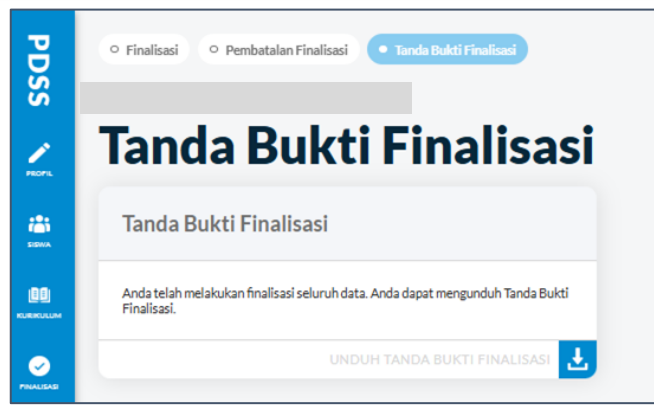 PDSS
PROFIL
SISWA
KURIKULUM
FINALISASI
Finalisasi
Pembatalan Finalisasi
Tanda Bukti Finalisasi
Tanda Bukti Finalisasi
Tanda Bukti Finalisasi
Anda telah melakukan finalisasi seluruh data. Anda dapat mengunduh Tanda Bukti
Finalisasi.
UNDUH TANDA BUKTI FINALISASI